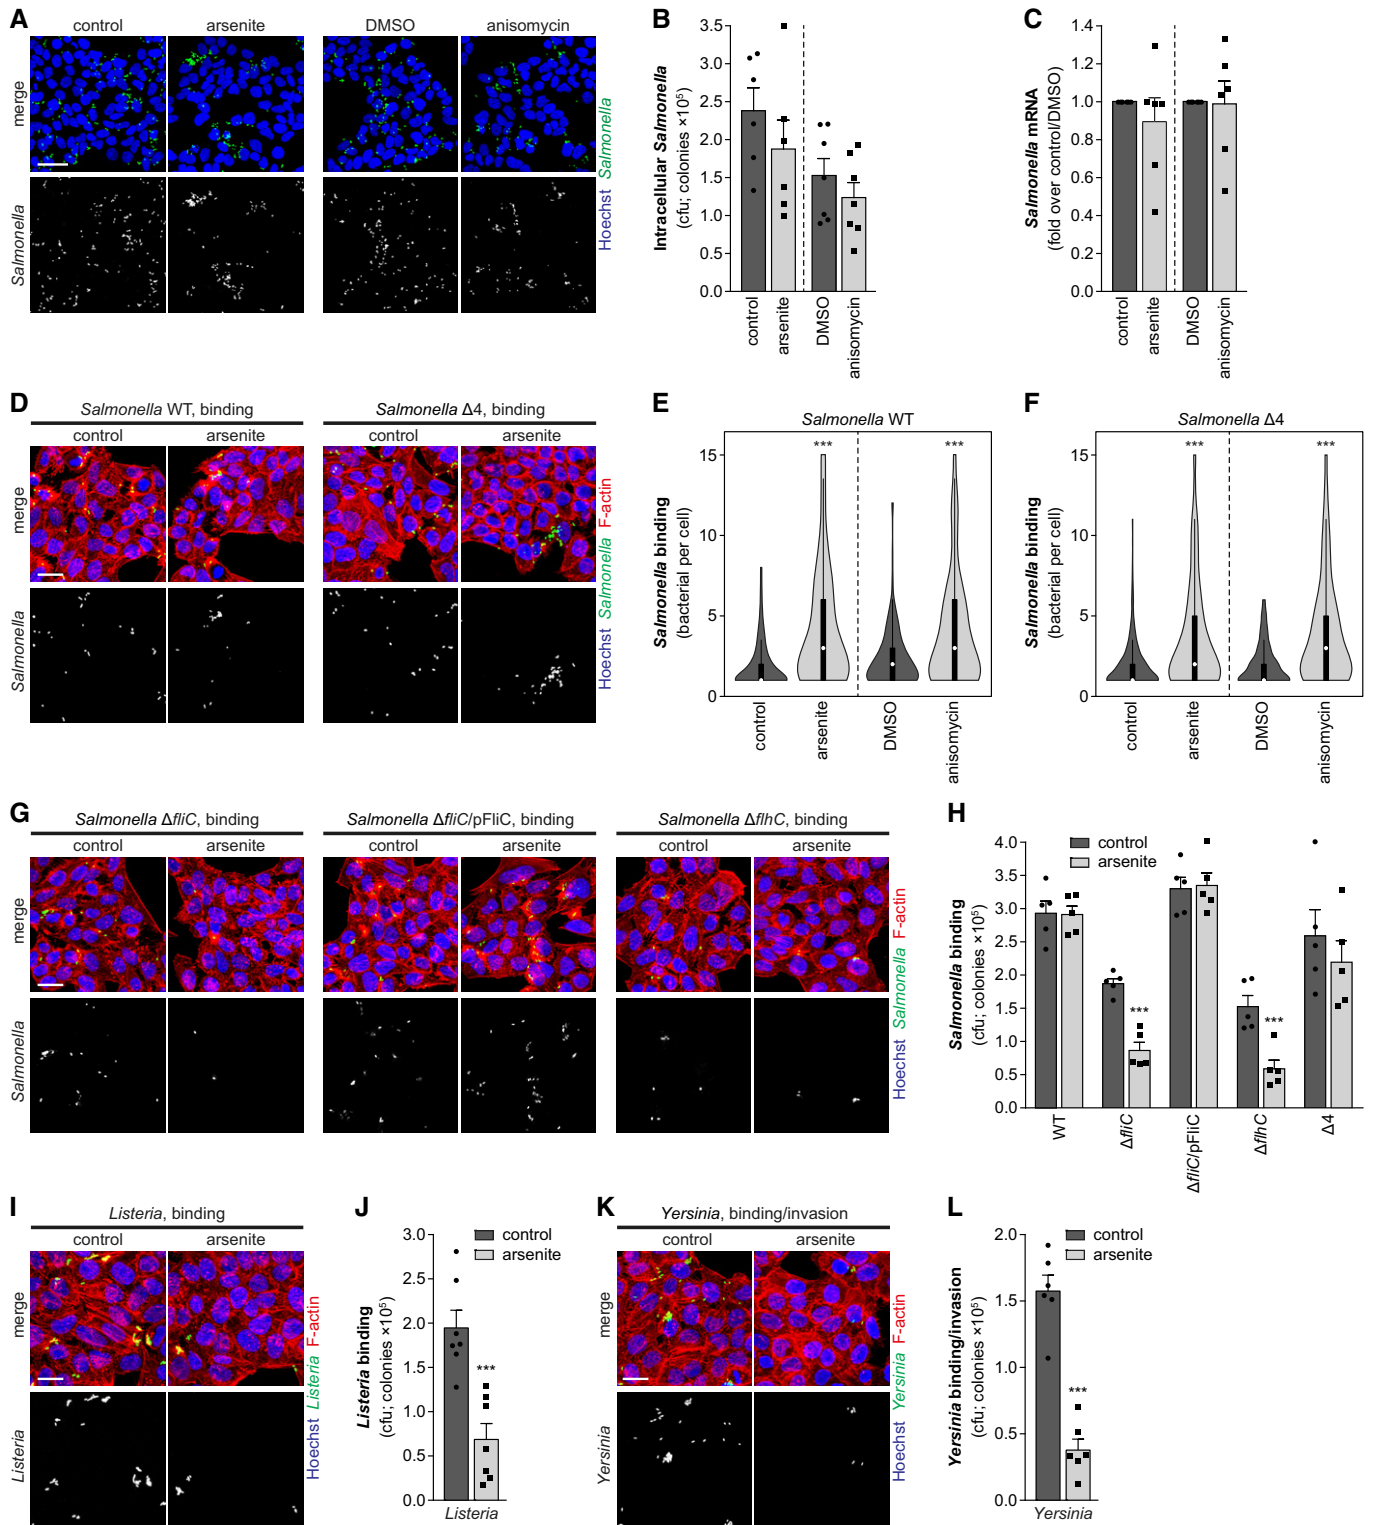 A
control
arsenite
DMSO
anisomycin
merge
Salmonella
Hoechst Salmonella
B
Intracellular Salmonella
(cfu; colonies ×10⁵)
3.5
3.0
2.5
2.0
1.5
1.0
0.5
0.0
control
arsenite
DMSO
anisomycin
C
Salmonella mRNA
(fold over control/DMSO)
1.4
1.2
1.0
0.8
0.6
0.4
0.2
0.0
control
arsenite
DMSO
anisomycin
D
Salmonella WT, binding
Salmonella Δ4, binding
control
arsenite
control
arsenite
merge
Salmonella
Hoechst Salmonella F-actin
E
Salmonella WT
Salmonella binding
(bacterial per cell)
15
10
5
0
***
***
control
arsenite
DMSO
anisomycin
F
Salmonella Δ4
Salmonella binding
(bacterial per cell)
15
10
5
0
***
***
control
arsenite
DMSO
anisomycin
G
Salmonella ΔfliC, binding
Salmonella ΔfliC/pFliC, binding
Salmonella ΔflhC, binding
control
arsenite
control
arsenite
control
arsenite
merge
Salmonella
Hoechst Salmonella F-actin
H
control
arsenite
Salmonella binding
(cfu; colonies ×10⁵)
4.0
3.5
3.0
2.5
2.0
1.5
1.0
0.5
0.0
***
***
WT
ΔfliC
ΔfliC/pFliC
ΔflhC
Δ4
I
Listeria, binding
control
arsenite
merge
Listeria
Hoechst Listeria F-actin
J
control
arsenite
Listeria binding
(cfu; colonies ×10⁵)
3.0
2.5
2.0
1.5
1.0
0.5
0.0
***
Listeria
K
Yersinia, binding/invasion
control
arsenite
merge
Yersinia
Hoechst Yersinia F-actin
L
control
arsenite
Yersinia binding/invasion
(cfu; colonies ×10⁵)
2.0
1.5
1.0
0.5
0.0
***
Yersinia